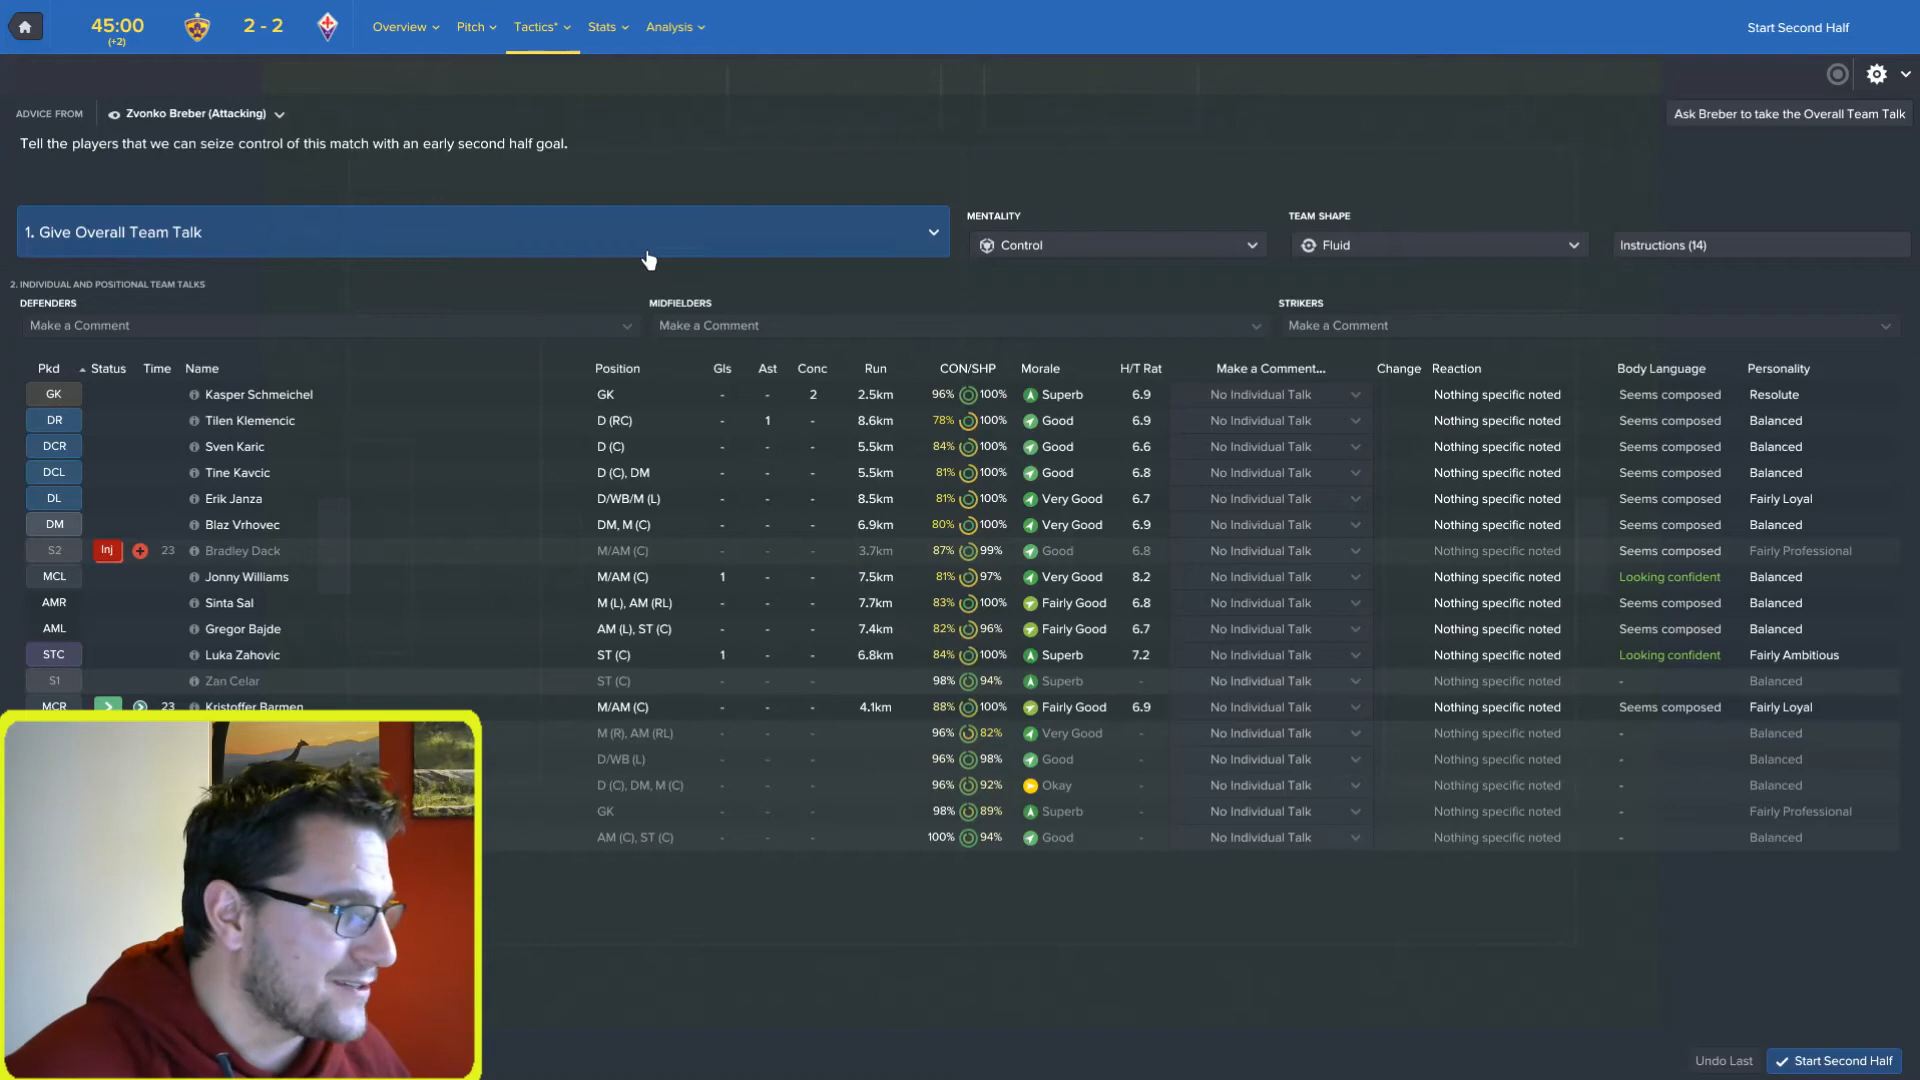 45:00
(+2)
2 - 2
Overview
Pitch
Tactics*
Stats
Analysis
Start Second Half
ADVICE FROM
Zvonko Breber (Attacking)
Ask Breber to take the Overall Team Talk
Tell the players that we can seize control of this match with an early second half goal.
1. Give Overall Team Talk
MENTALITY
Control
TEAM SHAPE
Fluid
Instructions (14)
2. INDIVIDUAL AND POSITIONAL TEAM TALKS
DEFENDERS
MIDFIELDERS
STRIKERS
Make a Comment
Make a Comment
Make a Comment
Pkd Status Time Name Position Gls Ast Conc Run CON/SHP Morale H/T Rat Make a Comment... Change Reaction Body Language Personality
GK Kasper Schmeichel GK - - 2 2.5km 96% 100% Superb 6.9 No Individual Talk Nothing specific noted Seems composed Resolute
DR Tilen Klemencic D (RC) - 1 - 8.6km 78% 100% Good 6.9 No Individual Talk Nothing specific noted Seems composed Balanced
DCR Sven Karic D (C) - - - 5.5km 84% 100% Good 6.6 No Individual Talk Nothing specific noted Seems composed Balanced
DCL Tine Kavcic D (C), DM - - - 5.5km 81% 100% Good 6.8 No Individual Talk Nothing specific noted Seems composed Balanced
DL Erik Janza D/WB/M (L) - - - 8.5km 81% 100% Very Good 6.7 No Individual Talk Nothing specific noted Seems composed Fairly Loyal
DM Blaz Vrhovec DM, M (C) - - - 6.9km 80% 100% Very Good 6.9 No Individual Talk Nothing specific noted Seems composed Balanced
S2 Inj 23 Bradley Dack M/AM (C) - - - 3.7km 87% 99% Good 6.8 No Individual Talk Nothing specific noted Seems composed Fairly Professional
MCL Jonny Williams M/AM (C) 1 - - 7.5km 81% 97% Very Good 8.2 No Individual Talk Nothing specific noted Looking confident Balanced
AMR Sinta Sal M (L), AM (RL) - - - 7.7km 83% 100% Fairly Good 6.8 No Individual Talk Nothing specific noted Seems composed Balanced
AML Gregor Bajde AM (L), ST (C) - - - 7.4km 82% 96% Fairly Good 6.7 No Individual Talk Nothing specific noted Seems composed Balanced
STC Luka Zahovic ST (C) 1 - - 6.8km 84% 100% Superb 7.2 No Individual Talk Nothing specific noted Looking confident Fairly Ambitious
S1 Zan Celar ST (C) - - - 98% 94% Superb - No Individual Talk Nothing specific noted - Balanced
MCR 23 Kristoffer Barmen M/AM (C) - - - 4.1km 88% 100% Fairly Good 6.9 No Individual Talk Nothing specific noted Seems composed Fairly Loyal
M (R), AM (RL) - - - 96% 82% Very Good - No Individual Talk Nothing specific noted - Balanced
D/WB (L) - - - 96% 98% Good - No Individual Talk Nothing specific noted - Balanced
D (C), DM, M (C) - - - 96% 92% Okay - No Individual Talk Nothing specific noted - Balanced
GK - - - 98% 89% Superb - No Individual Talk Nothing specific noted - Fairly Professional
AM (C), ST (C) - - - 100% 94% Good - No Individual Talk Nothing specific noted - Balanced
Undo Last
Start Second Half